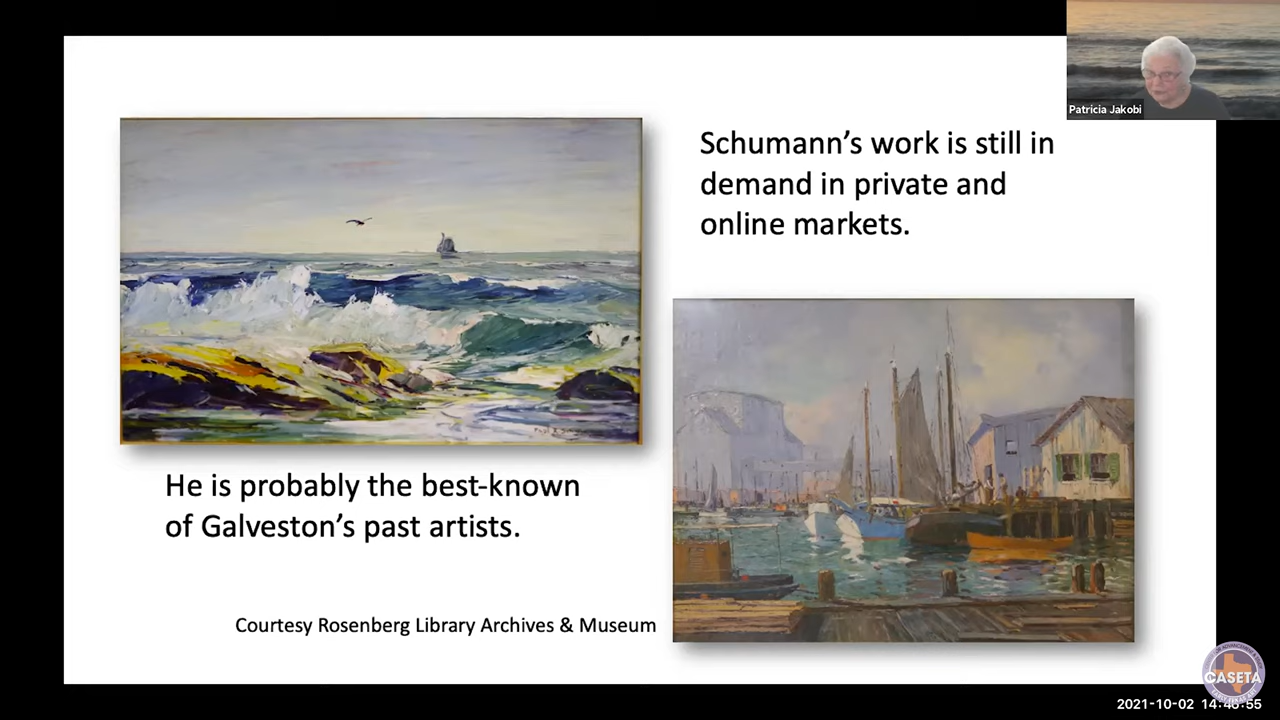 Patricia Jakobi
Schumann’s work is still in
demand in private and
online markets.
He is probably the best-known
of Galveston’s past artists.
Courtesy Rosenberg Library Archives & Museum
CASETA
2021-10-02 14:48:55